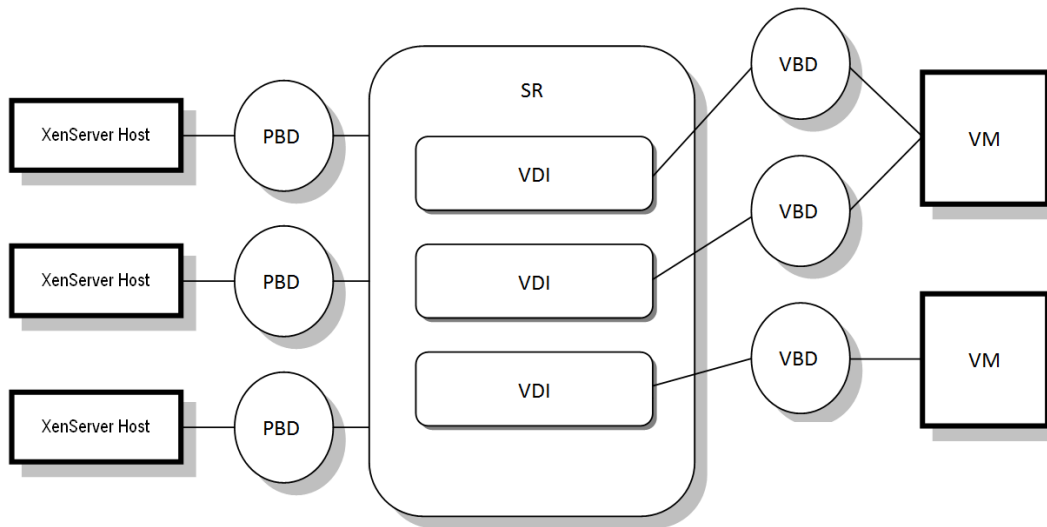 SR
VBD
XenServer Host
PBD
VM
VDI
VBD
XenServer Host
PBD
VDI
VBD
VM
VDI
XenServer Host
PBD